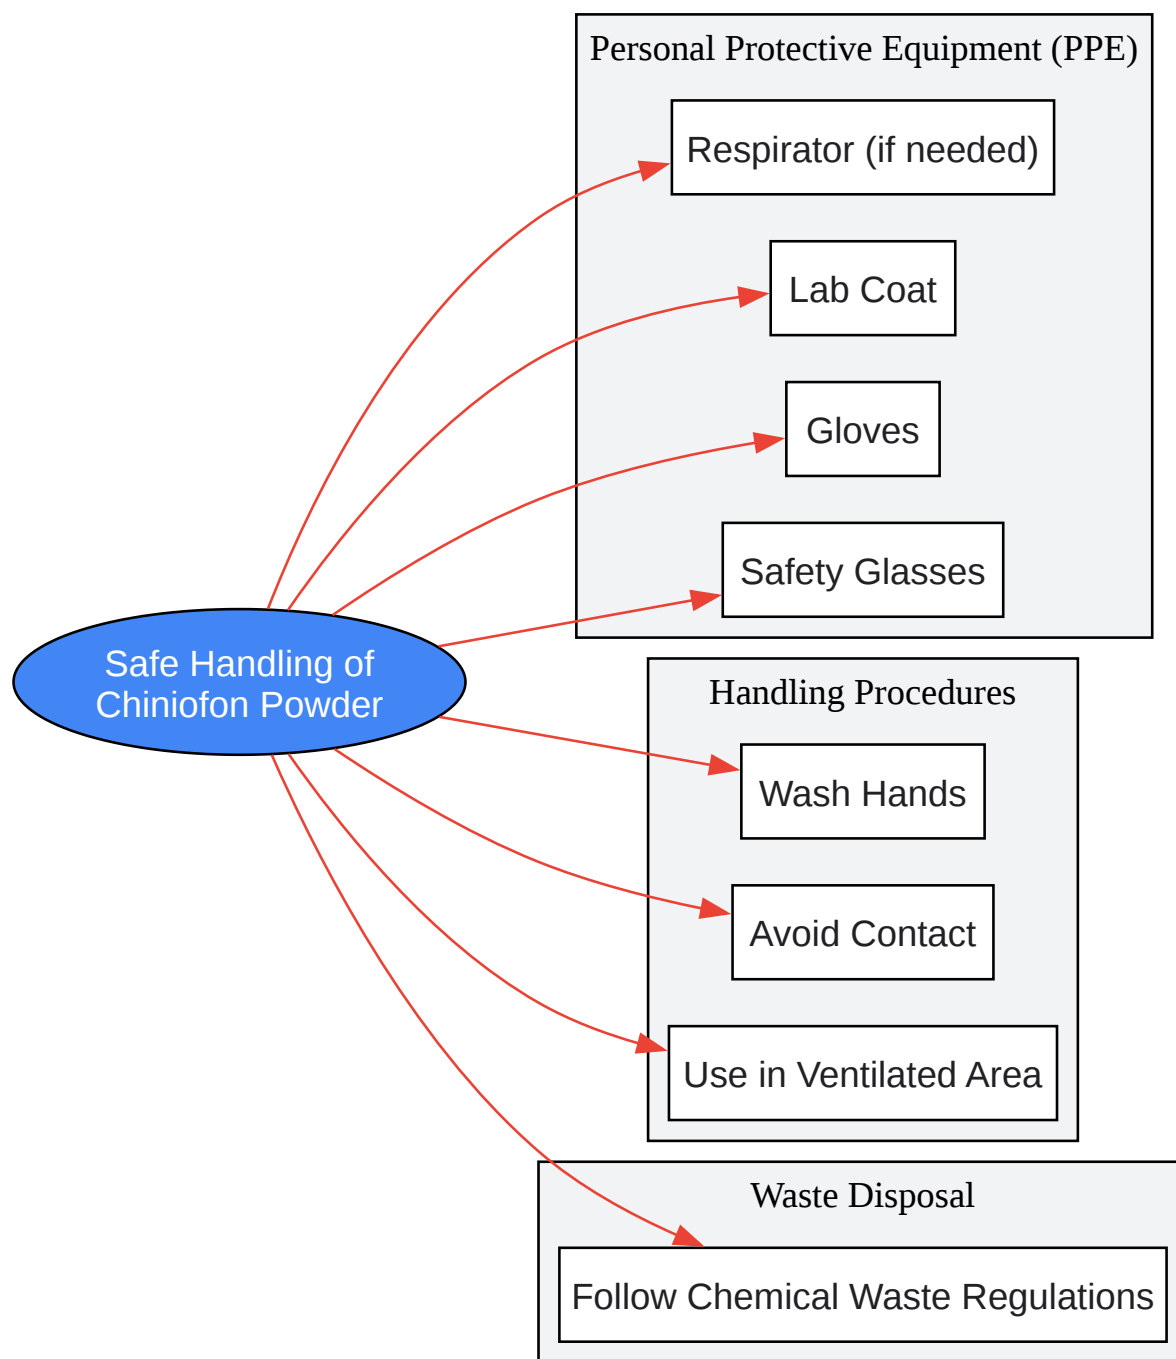 Personal Protective Equipment (PPE)
Respirator (if needed)
Lab Coat
Gloves
Safety Glasses
Safe Handling of
Chiniofon Powder
Handling Procedures
Wash Hands
Avoid Contact
Use in Ventilated Area
Waste Disposal
Follow Chemical Waste Regulations